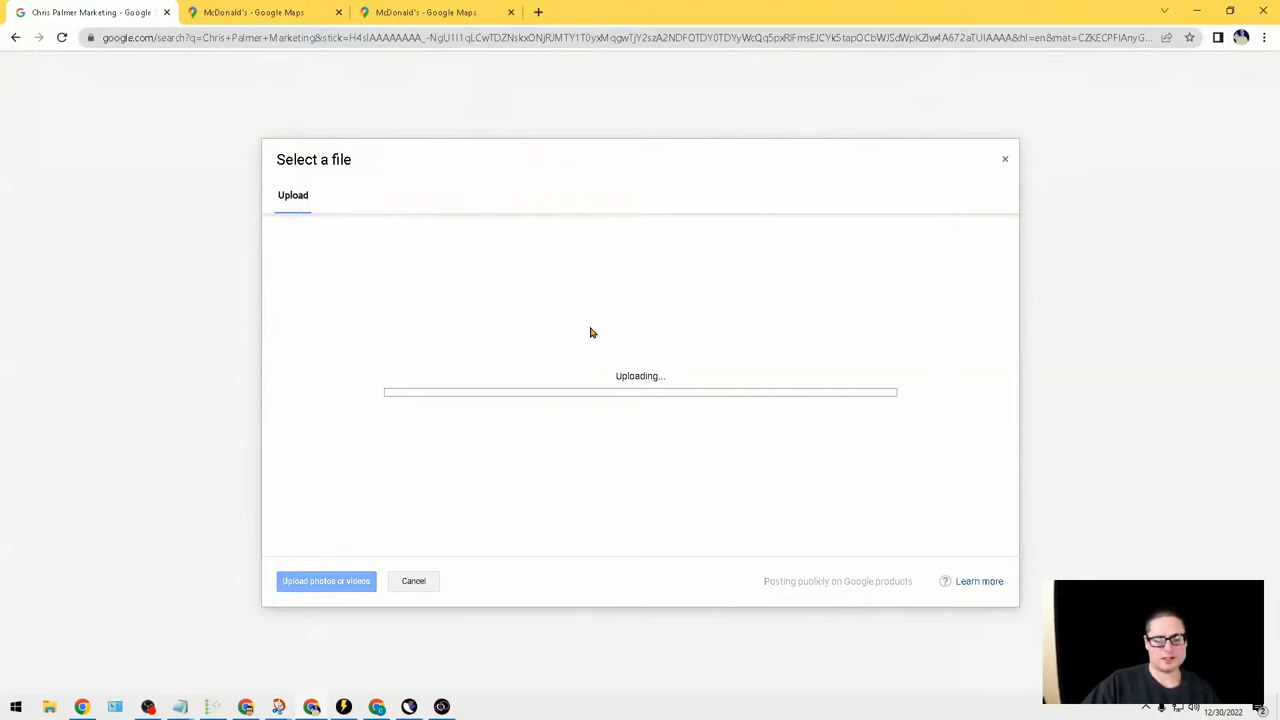 Chris Palmer Marketing - Google
McDonald's - Google Maps
McDonald's - Google Maps
Select a file
Upload
Uploading...
Upload photos or videos
Cancel
Posting publicly on Google products
Learn more
12/30/2022